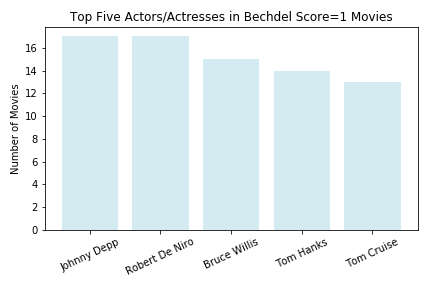 Top Five Actors/Actresses in Bechdel Score=1 Movies
Number of Movies
16
14
12
10
8
6
4
2
0
Johnny Depp
Robert De Niro
Bruce Willis
Tom Hanks
Tom Cruise